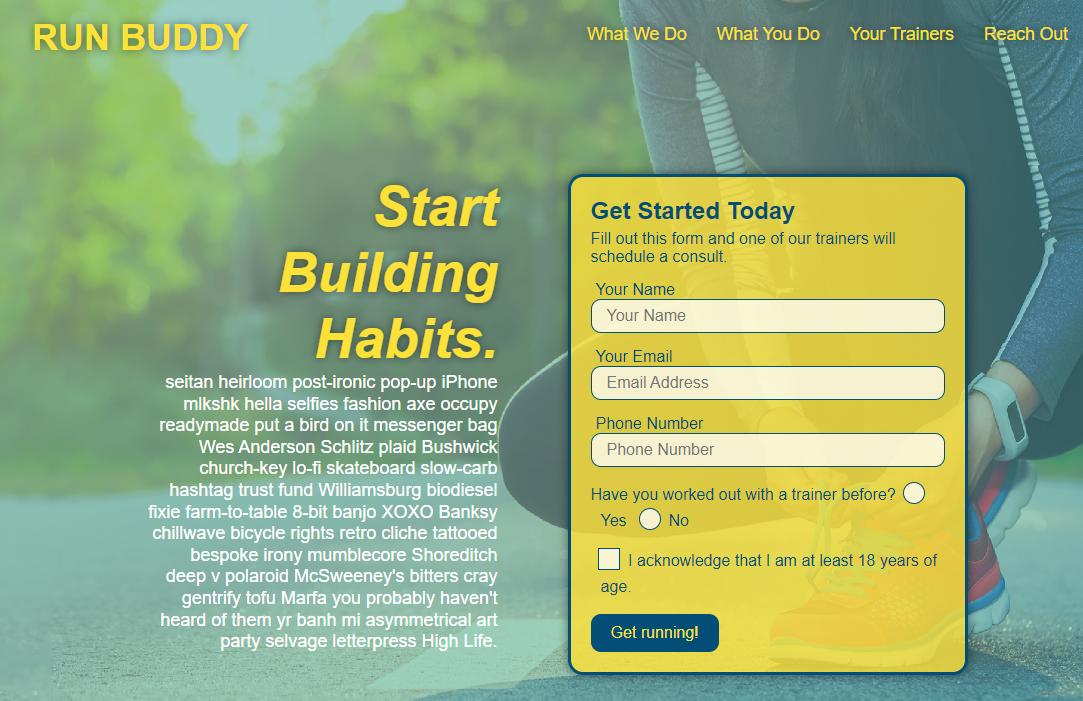 RUN BUDDY
What We Do What You Do Your Trainers Reach Out
Start
Building
Habits.
seitan heirloom post-ironic pop-up iPhone
mlkshk hella selfies fashion axe occupy
readymade put a bird on it messenger bag
Wes Anderson Schlitz plaid Bushwick
church-key lo-fi skateboard slow-carb
hashtag trust fund Williamsburg biodiesel
fixie farm-to-table 8-bit banjo XOXO Banksy
chillwave bicycle rights retro cliche tattooed
bespoke irony mumblecore Shoreditch
deep v polaroid McSweeney's bitters cray
gentrify tofu Marfa you probably haven't
heard of them yr banh mi asymmetrical art
party selvage letterpress High Life.
Get Started Today
Fill out this form and one of our trainers will
schedule a consult.
Your Name
Your Name
Your Email
Email Address
Phone Number
Phone Number
Have you worked out with a trainer before?
Yes No
I acknowledge that I am at least 18 years of
age.
Get running!